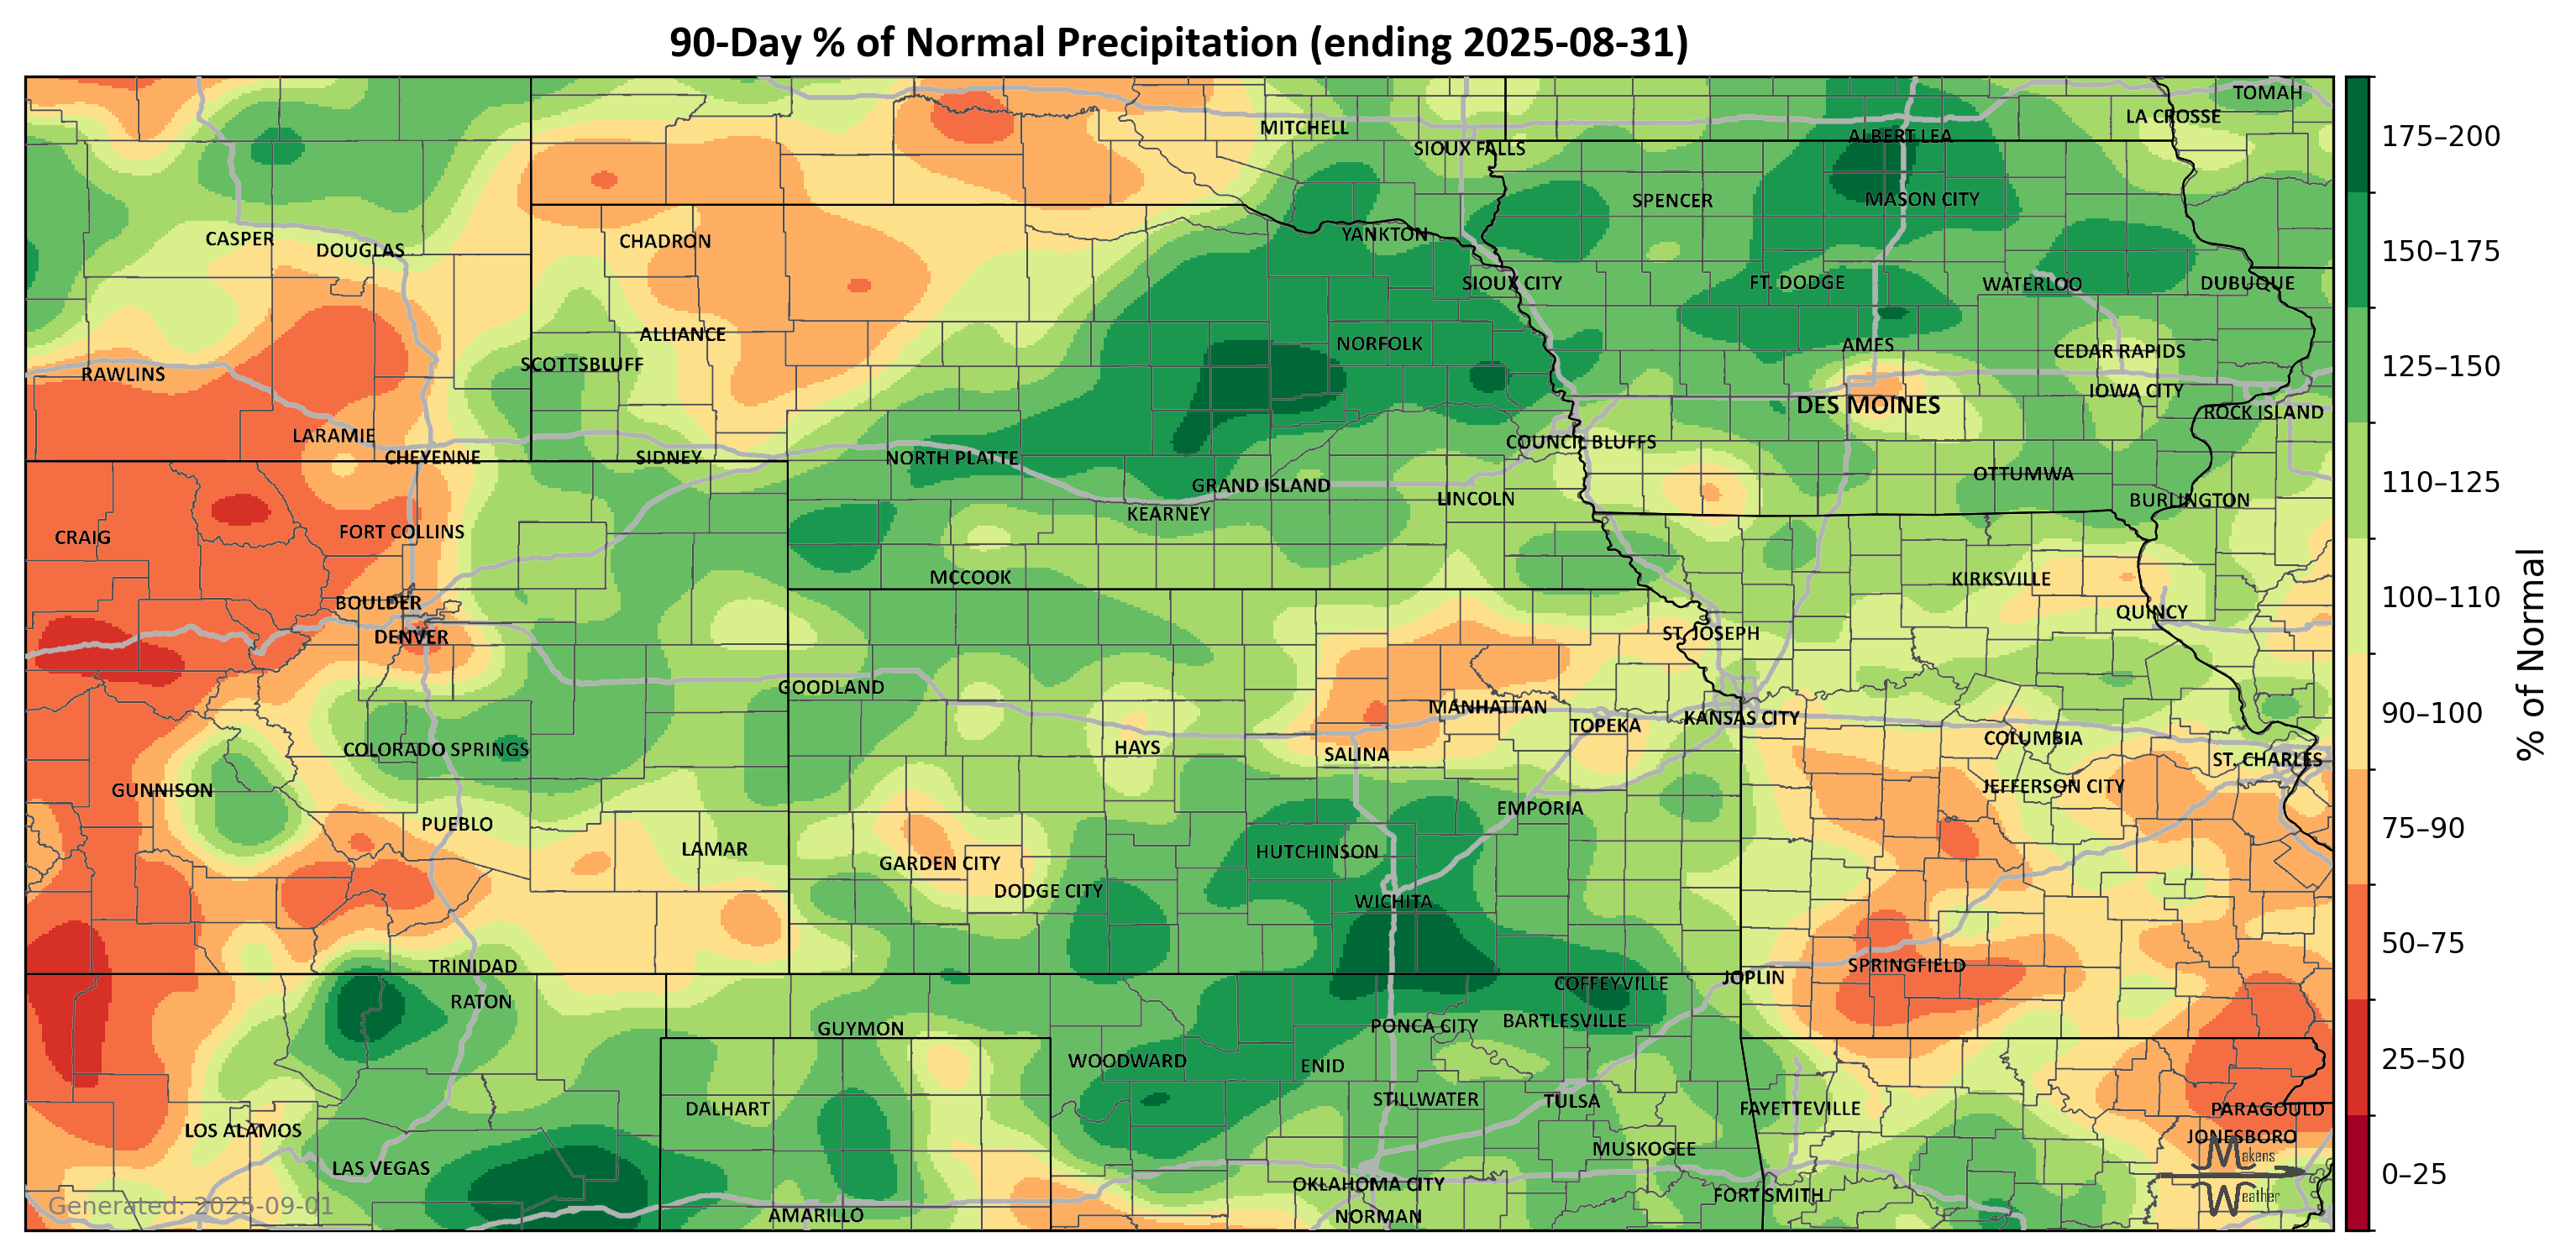 90-Day % of Normal Precipitation (ending 2025-08-31)
TOMAH
LA CROSSE
MITCHELL
ALBERT LEA
SIOUX FALLS
SPENCER
MASON CITY
CASPER
DOUGLAS
CHADRON
YANKTON
SIOUX CITY
FT. DODGE
WATERLOO
DUBUQUE
ALLIANCE
NORFOLK
AMES
CEDAR RAPIDS
SCOTTSBLUFF
RAWLINS
IOWA CITY
DES MOINES
ROCK ISLAND
LARAMIE
COUNCIL BLUFFS
CHEYENNE
SIDNEY
NORTH PLATTE
OTTUMWA
GRAND ISLAND
LINCOLN
BURLINGTON
KEARNEY
FORT COLLINS
CRAIG
MCCOOK
KIRKSVILLE
BOULDER
QUINCY
DENVER
ST. JOSEPH
GOODLAND
MANHATTAN
TOPEKA
KANSAS CITY
COLUMBIA
COLORADO SPRINGS
HAYS
SALINA
ST. CHARLES
GUNNISON
JEFFERSON CITY
EMPORIA
PUEBLO
LAMAR
HUTCHINSON
GARDEN CITY
DODGE CITY
WICHITA
TRINIDAD
SPRINGFIELD
COFFEYVILLE
JOPLIN
RATON
GUYMON
PONCA CITY
BARTLESVILLE
WOODWARD
ENID
DALHART
STILLWATER
TULSA
FAYETTEVILLE
PARAGOULD
LOS ALAMOS
JONESBORO
MUSKOGEE
LAS VEGAS
OKLAHOMA CITY
FORT SMITH
AMARILLO
NORMAN
Generated: 2025-09-01
Makens
Weather
175–200
150–175
125–150
110–125
100–110
90–100
75–90
50–75
25–50
0–25
% of Normal